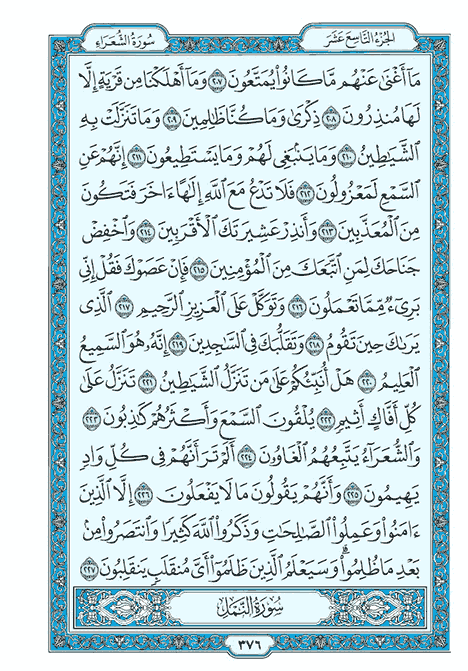 سُورَةُ الشُّعَرَاءِ الجُزءُ التَّاسِعَ عَشَرَ
مَآ أَغْنَىٰ عَنْهُم مَّا كَانُوا۟ يُمَتَّعُونَ ٢٠٧ وَمَآ أَهْلَكْنَا مِن قَرْيَةٍ إِلَّا
لَهَا مُنذِرُونَ ٢٠٨ ذِكْرَىٰ وَمَا كُنَّا ظَٰلِمِينَ ٢٠٩ وَمَا تَنَزَّلَتْ بِهِ
ٱلشَّيَٰطِينُ ٢١٠ وَمَا يَنۢبَغِى لَهُمْ وَمَا يَسْتَطِيعُونَ ٢١١ إِنَّهُمْ عَنِ
ٱلسَّمْعِ لَمَعْزُولُونَ ٢١٢ فَلَا تَدْعُ مَعَ ٱللَّهِ إِلَٰهًا ءَاخَرَ فَتَكُونَ
مِنَ ٱلْمُعَذَّبِينَ ٢١٣ وَأَنذِرْ عَشِيرَتَكَ ٱلْأَقْرَبِينَ ٢١٤ وَٱخْفِضْ
جَنَاحَكَ لِمَنِ ٱتَّبَعَكَ مِنَ ٱلْمُؤْمِنِينَ ٢١٥ فَإِنْ عَصَوْكَ فَقُلْ إِنِّى
بَرِىٓءٌ مِّمَّا تَعْمَلُونَ ٢١٦ وَتَوَكَّلْ عَلَى ٱلْعَزِيزِ ٱلرَّحِيمِ ٢١٧ ٱلَّذِى
يَرَىٰكَ حِينَ تَقُومُ ٢١٨ وَتَقَلُّبَكَ فِى ٱلسَّٰجِدِينَ ٢١٩ إِنَّهُۥ هُوَ ٱلسَّمِيعُ
ٱلْعَلِيمُ ٢٢٠ هَلْ أُنَبِّئُكُمْ عَلَىٰ مَن تَنَزَّلُ ٱلشَّيَٰطِينُ ٢٢١ تَنَزَّلُ عَلَىٰ
كُلِّ أَفَّاكٍ أَثِيمٍ ٢٢٢ يُلْقُونَ ٱلسَّمْعَ وَأَكْثَرُهُمْ كَٰذِبُونَ ٢٢٣
وَٱلشُّعَرَآءُ يَتَّبِعُهُمُ ٱلْغَاوُۥنَ ٢٢٤ أَلَمْ تَرَ أَنَّهُمْ فِى كُلِّ وَادٍ
يَهِيمُونَ ٢٢٥ وَأَنَّهُمْ يَقُولُونَ مَا لَا يَفْعَلُونَ ٢٢٦ إِلَّا ٱلَّذِينَ
ءَامَنُوا۟ وَعَمِلُوا۟ ٱلصَّٰلِحَٰتِ وَذَكَرُوا۟ ٱللَّهَ كَثِيرًا وَٱنتَصَرُوا۟ مِنۢ
بَعْدِ مَا ظُلِمُوا۟ ۗ وَسَيَعْلَمُ ٱلَّذِينَ ظَلَمُوٓا۟ أَىَّ مُنقَلَبٍ يَنقَلِبُونَ ٢٢٧
سُورَةُ النَّمْلِ
٣٧٦